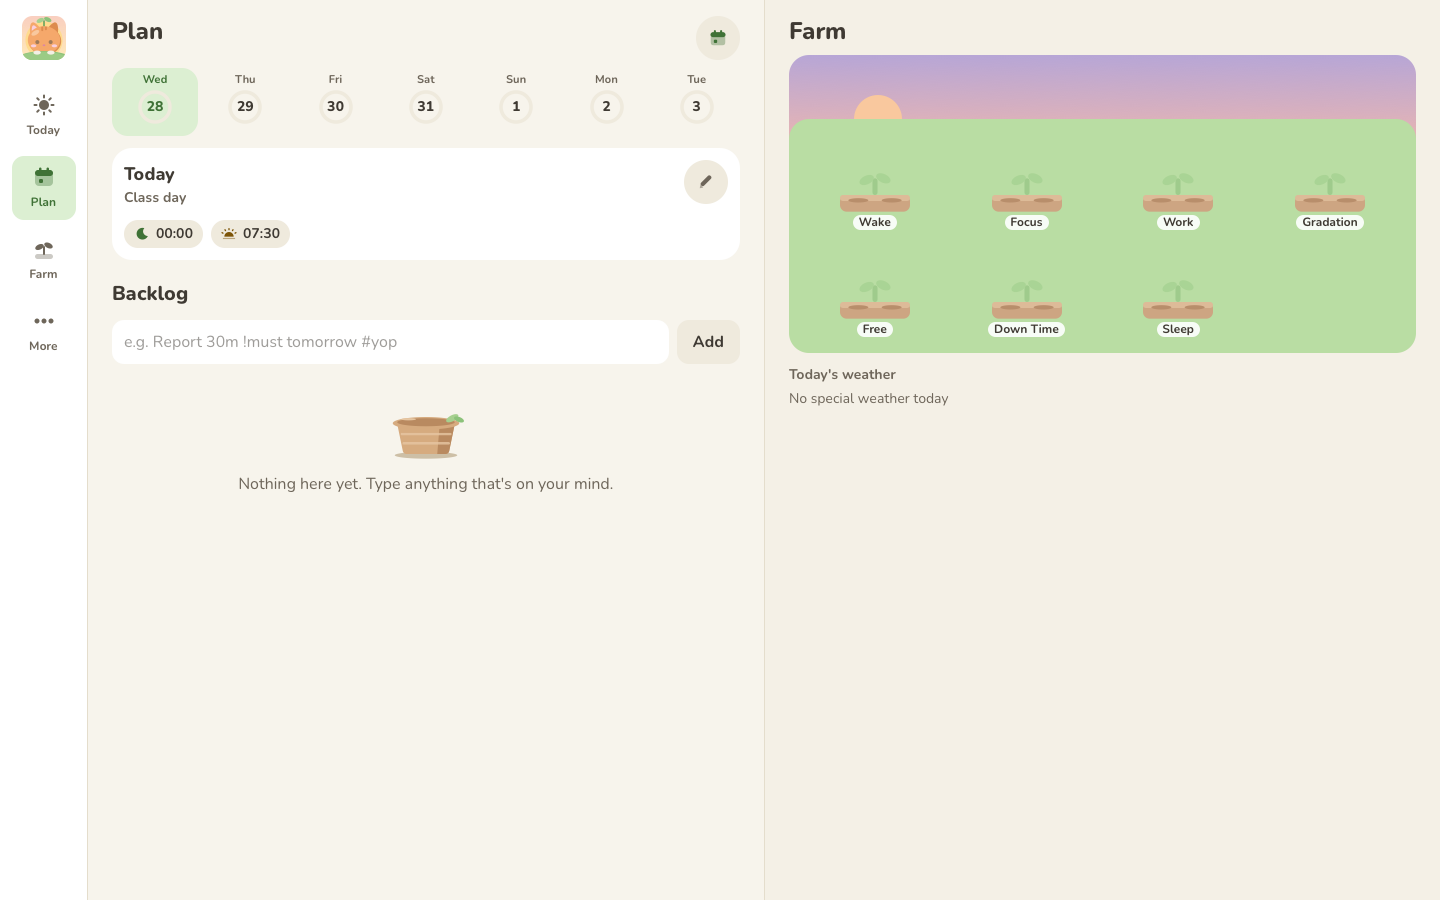 Today
Plan
Farm
More
Plan
Wed
28
Thu
29
Fri
30
Sat
31
Sun
1
Mon
2
Tue
3
Today
Class day
00:00
07:30
Backlog
e.g. Report 30m !must tomorrow #yop
Add
Nothing here yet. Type anything that's on your mind.
Farm
Wake
Focus
Work
Gradation
Free
Down Time
Sleep
Today's weather
No special weather today